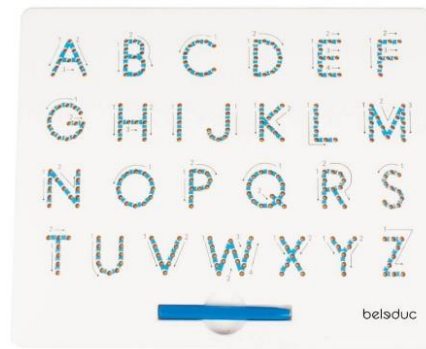 A B C D E F
G H I J K L M
N O P Q R S
T U V W X Y Z
beleduc